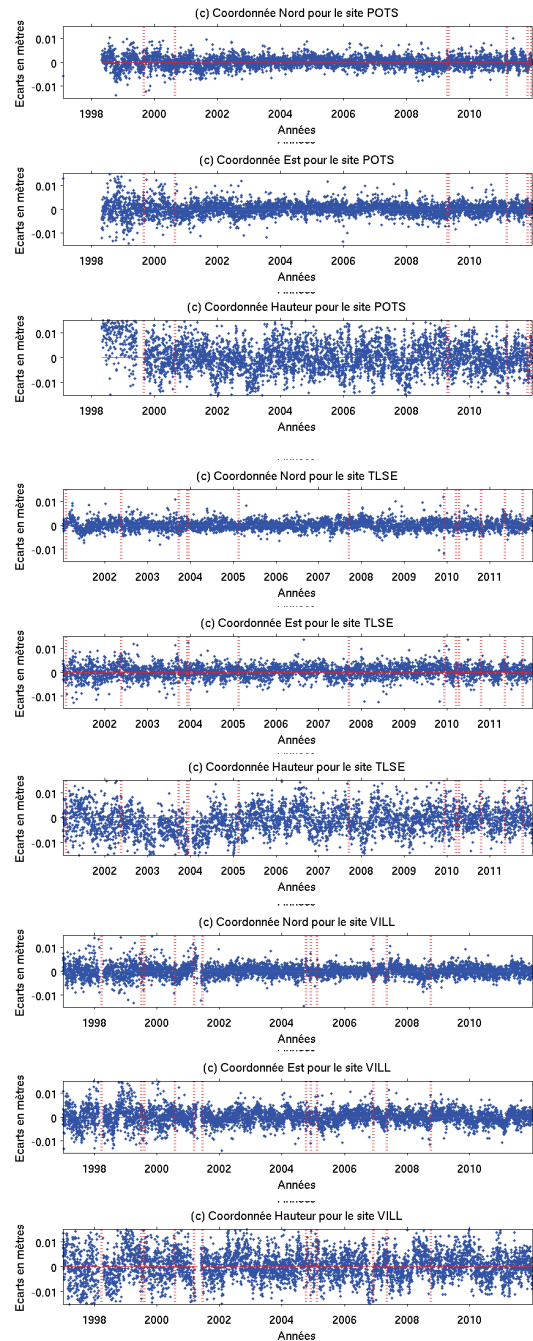 (c) Coordonnée Nord pour le site POTS
Ecarts en mètres
0.01
0
-0.01
1998 2000 2002 2004 2006 2008 2010
Années
(c) Coordonnée Est pour le site POTS
Ecarts en mètres
0.01
0
-0.01
1998 2000 2002 2004 2006 2008 2010
Années
(c) Coordonnée Hauteur pour le site POTS
Ecarts en mètres
0.01
0
-0.01
1998 2000 2002 2004 2006 2008 2010
Années
(c) Coordonnée Nord pour le site TLSE
Ecarts en mètres
0.01
0
-0.01
2002 2003 2004 2005 2006 2007 2008 2009 2010 2011
Années
(c) Coordonnée Est pour le site TLSE
Ecarts en mètres
0.01
0
-0.01
2002 2003 2004 2005 2006 2007 2008 2009 2010 2011
Années
(c) Coordonnée Hauteur pour le site TLSE
Ecarts en mètres
0.01
0
-0.01
2002 2003 2004 2005 2006 2007 2008 2009 2010 2011
Années
(c) Coordonnée Nord pour le site VILL
Ecarts en mètres
0.01
0
-0.01
1998 2000 2002 2004 2006 2008 2010
Années
(c) Coordonnée Est pour le site VILL
Ecarts en mètres
0.01
0
-0.01
1998 2000 2002 2004 2006 2008 2010
Années
(c) Coordonnée Hauteur pour le site VILL
Ecarts en mètres
0.01
0
-0.01
1998 2000 2002 2004 2006 2008 2010
Années